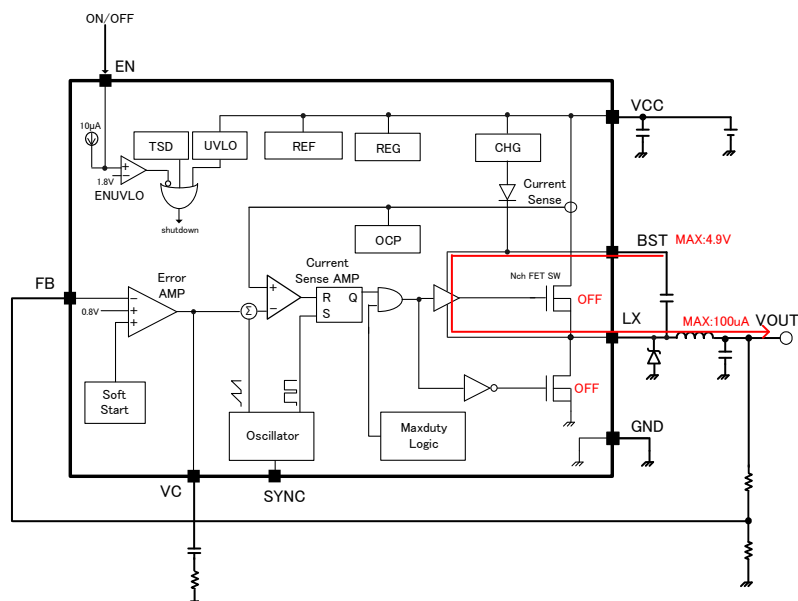 ON/OFF
EN
VCC
10μA
TSD
UVLO
REF
REG
CHG
1.8V
ENUVLO
shutdown
Current
Sense
OCP
BST
MAX:4.9V
FB
Error
AMP
Current
Sense AMP
Nch FET SW
OFF
0.8V
R
Q
S
Σ
LX
MAX:100uA
VOUT
Soft
Start
OFF
Oscillator
Maxduty
Logic
GND
VC
SYNC